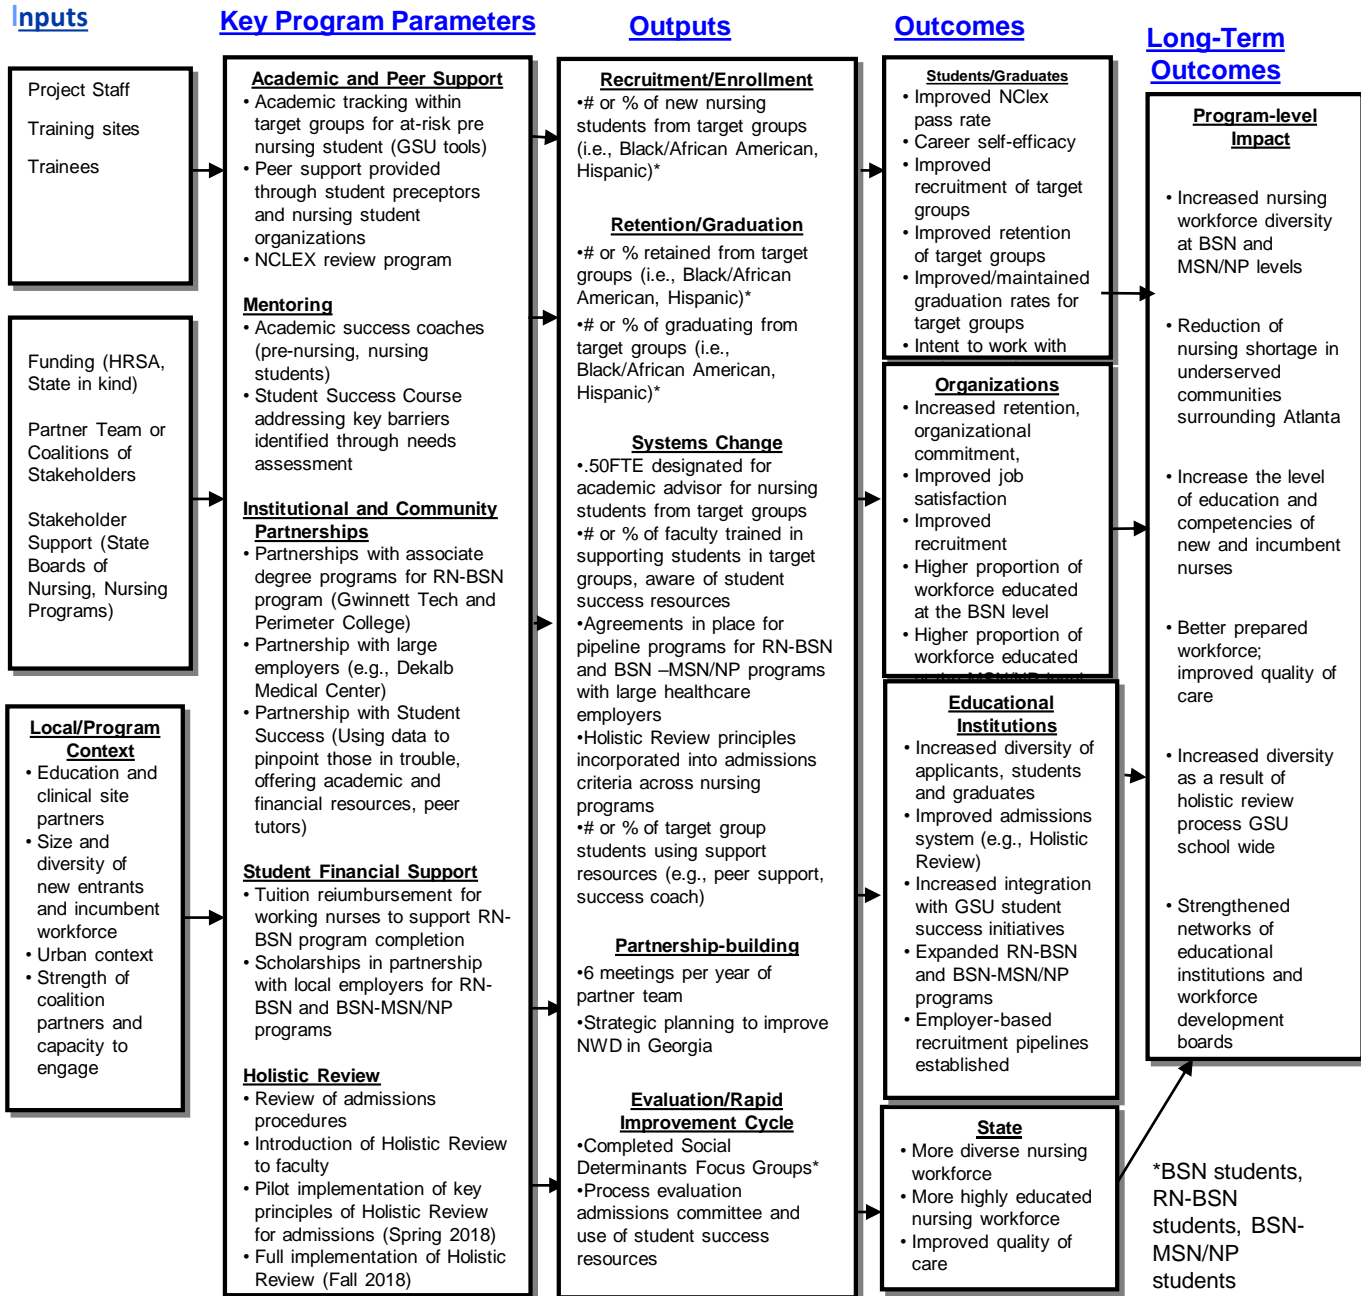 Inputs
Project Staff
Training sites
Trainees
Funding (HRSA,
State in kind)
Partner Team or
Coalitions of
Stakeholders
Stakeholder
Support (State
Boards of
Nursing, Nursing
Programs)
Local/Program
Context
• Education and
clinical site
partners
• Size and
diversity of
new entrants
and incumbent
workforce
• Urban context
• Strength of
coalition
partners and
capacity to
engage
Key Program Parameters
Academic and Peer Support
• Academic tracking within
target groups for at-risk pre
nursing student (GSU tools)
• Peer support provided
through student preceptors
and nursing student
organizations
• NCLEX review program
Mentoring
• Academic success coaches
(pre-nursing, nursing
students)
• Student Success Course
addressing key barriers
identified through needs
assessment
Institutional and Community
Partnerships
• Partnerships with associate
degree programs for RN-BSN
program (Gwinnett Tech and
Perimeter College)
• Partnership with large
employers (e.g., Dekalb
Medical Center)
• Partnership with Student
Success (Using data to
pinpoint those in trouble,
offering academic and
financial resources, peer
tutors)
Student Financial Support
• Tuition reiumbursement for
working nurses to support RN-
BSN program completion
• Scholarships in partnership
with local employers for RN-
BSN and BSN-MSN/NP
programs
Holistic Review
• Review of admissions
procedures
• Introduction of Holistic Review
to faculty
• Pilot implementation of key
principles of Holistic Review
for admissions (Spring 2018)
• Full implementation of Holistic
Review (Fall 2018)
Outputs
Recruitment/Enrollment
•# or % of new nursing
students from target groups
(i.e., Black/African American,
Hispanic)*
Retention/Graduation
•# or % retained from target
groups (i.e., Black/African
American, Hispanic)*
•# or % of graduating from
target groups (i.e.,
Black/African American,
Hispanic)*
Systems Change
•.50FTE designated for
academic advisor for nursing
students from target groups
•# or % of faculty trained in
supporting students in target
groups, aware of student
success resources
•Agreements in place for
pipeline programs for RN-BSN
and BSN –MSN/NP programs
with large healthcare
employers
•Holistic Review principles
incorporated into admissions
criteria across nursing
programs
•# or % of target group
students using support
resources (e.g., peer support,
success coach)
Partnership-building
•6 meetings per year of
partner team
•Strategic planning to improve
NWD in Georgia
Evaluation/Rapid
Improvement Cycle
•Completed Social
Determinants Focus Groups*
•Process evaluation
admissions committee and
use of student success
resources
Outcomes
Students/Graduates
• Improved NClex
pass rate
• Career self-efficacy
• Improved
recruitment of target
groups
• Improved retention
of target groups
• Improved/maintained
graduation rates for
target groups
• Intent to work with
Organizations
• Increased retention,
organizational
commitment,
• Improved job
satisfaction
• Improved
recruitment
• Higher proportion of
workforce educated
at the BSN level
• Higher proportion of
workforce educated
Educational
Institutions
• Increased diversity of
applicants, students
and graduates
• Improved admissions
system (e.g., Holistic
Review)
• Increased integration
with GSU student
success initiatives
• Expanded RN-BSN
and BSN-MSN/NP
programs
• Employer-based
recruitment pipelines
established
State
• More diverse nursing
workforce
• More highly educated
nursing workforce
• Improved quality of
care
Long-Term
Outcomes
Program-level
Impact
• Increased nursing
workforce diversity
at BSN and
MSN/NP levels
• Reduction of
nursing shortage in
underserved
communities
surrounding Atlanta
• Increase the level
of education and
competencies of
new and incumbent
nurses
• Better prepared
workforce;
improved quality of
care
• Increased diversity
as a result of
holistic review
process GSU
school wide
• Strengthened
networks of
educational
institutions and
workforce
development
boards
*BSN students,
RN-BSN
students, BSN-
MSN/NP
students